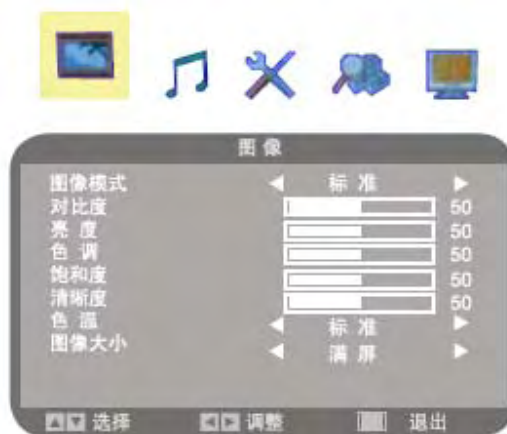 图像
图像模式 标准
对比度 50
亮度 50
色调 50
饱和度 50
清晰度 50
色温 标准
图像大小 满屏
选择 调整 退出